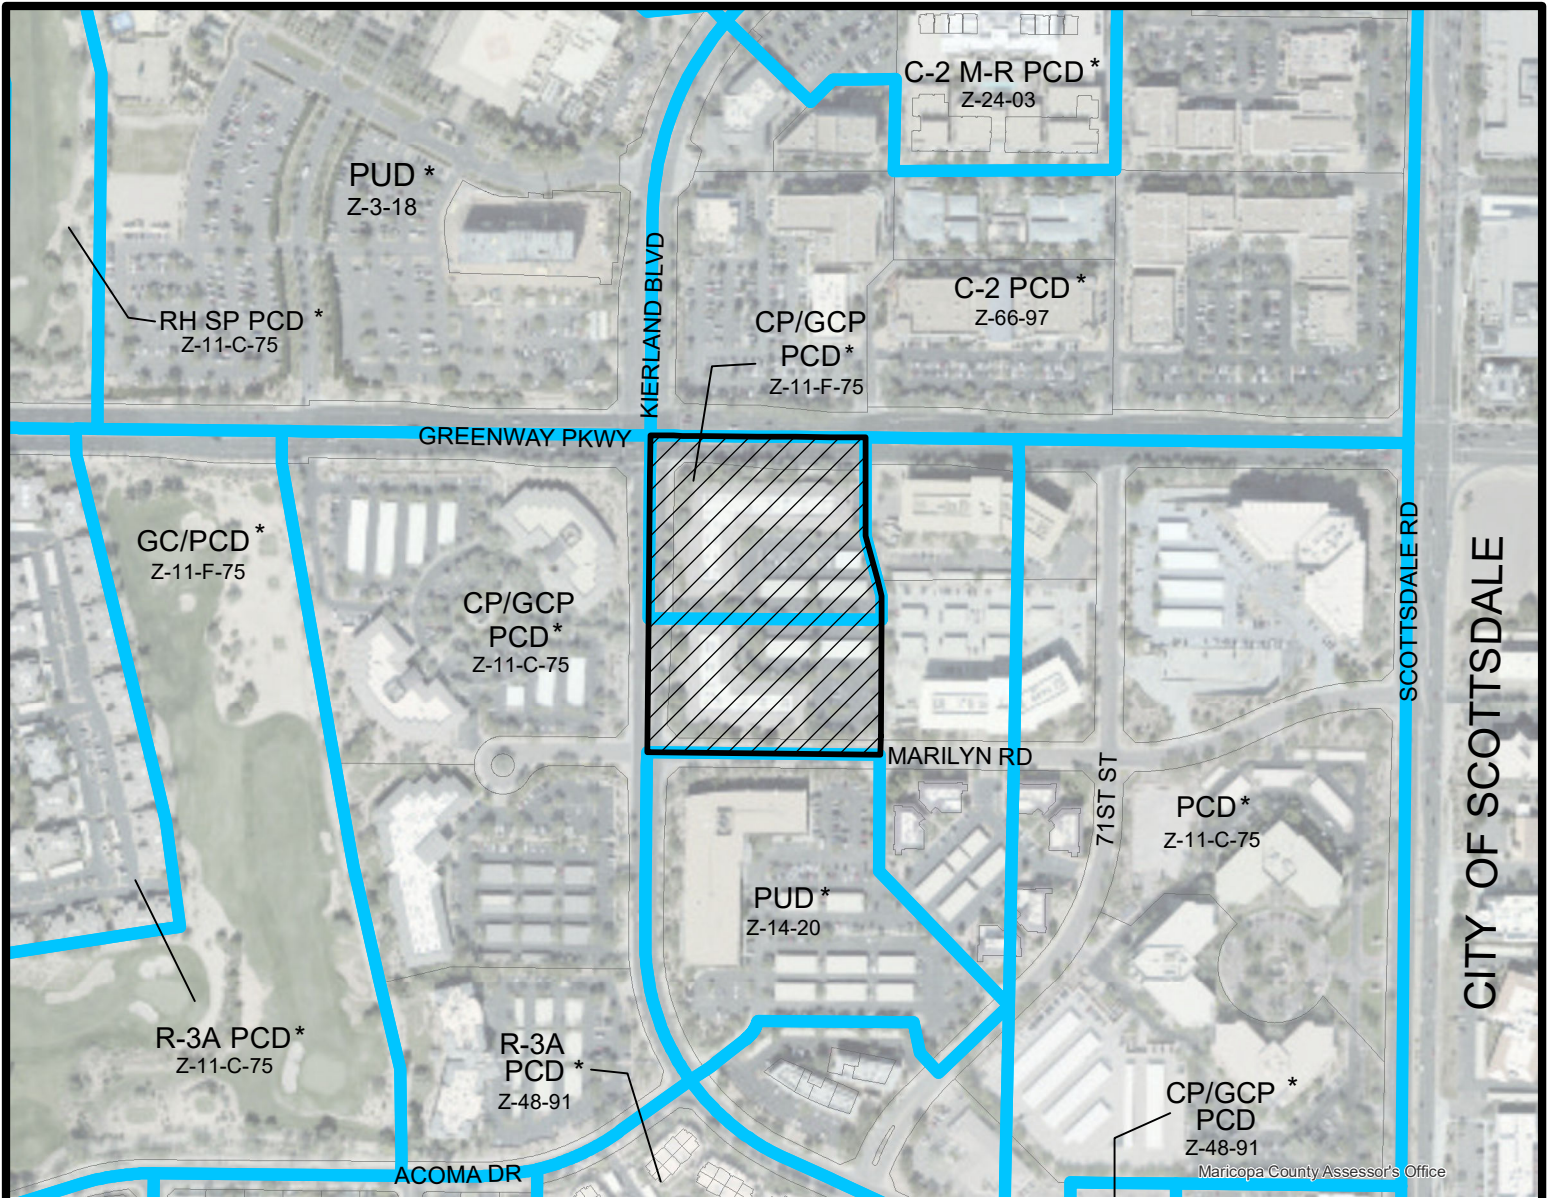 C-2 M-R PCD *
Z-24-03
PUD *
Z-3-18
RH SP PCD *
Z-11-C-75
KIERLAND BLVD
C-2 PCD *
Z-66-97
CP/GCP
PCD *
Z-11-F-75
GREENWAY PKWY
GC/PCD *
Z-11-F-75
CP/GCP
PCD *
Z-11-C-75
SCOTTSDALE RD
CITY OF SCOTTSDALE
MARILYN RD
71ST ST
PCD *
Z-11-C-75
PUD *
Z-14-20
R-3A PCD *
Z-11-C-75
R-3A
PCD *
Z-48-91
CP/GCP *
PCD
Z-48-91
ACOMA DR
Maricopa County Assessor's Office